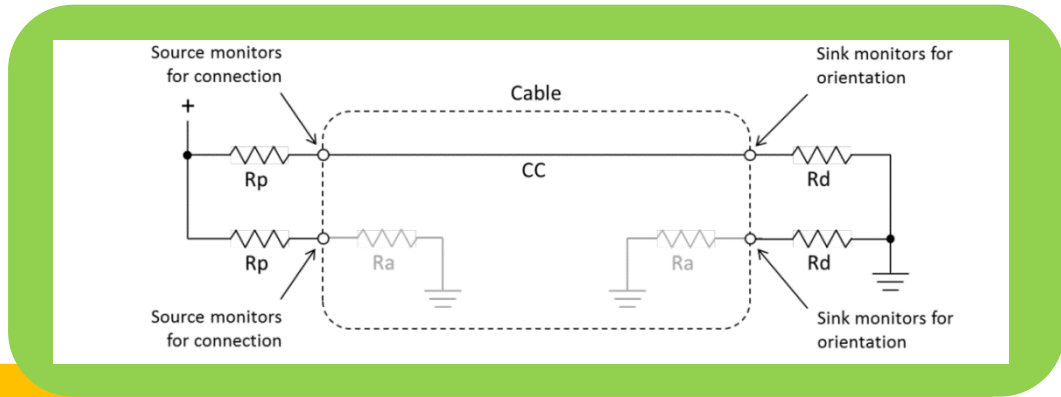 Source monitors
for connection
Sink monitors for
orientation
Cable
+
Rp
CC
Rd
Rp
Ra
Ra
Rd
Source monitors
for connection
Sink monitors for
orientation